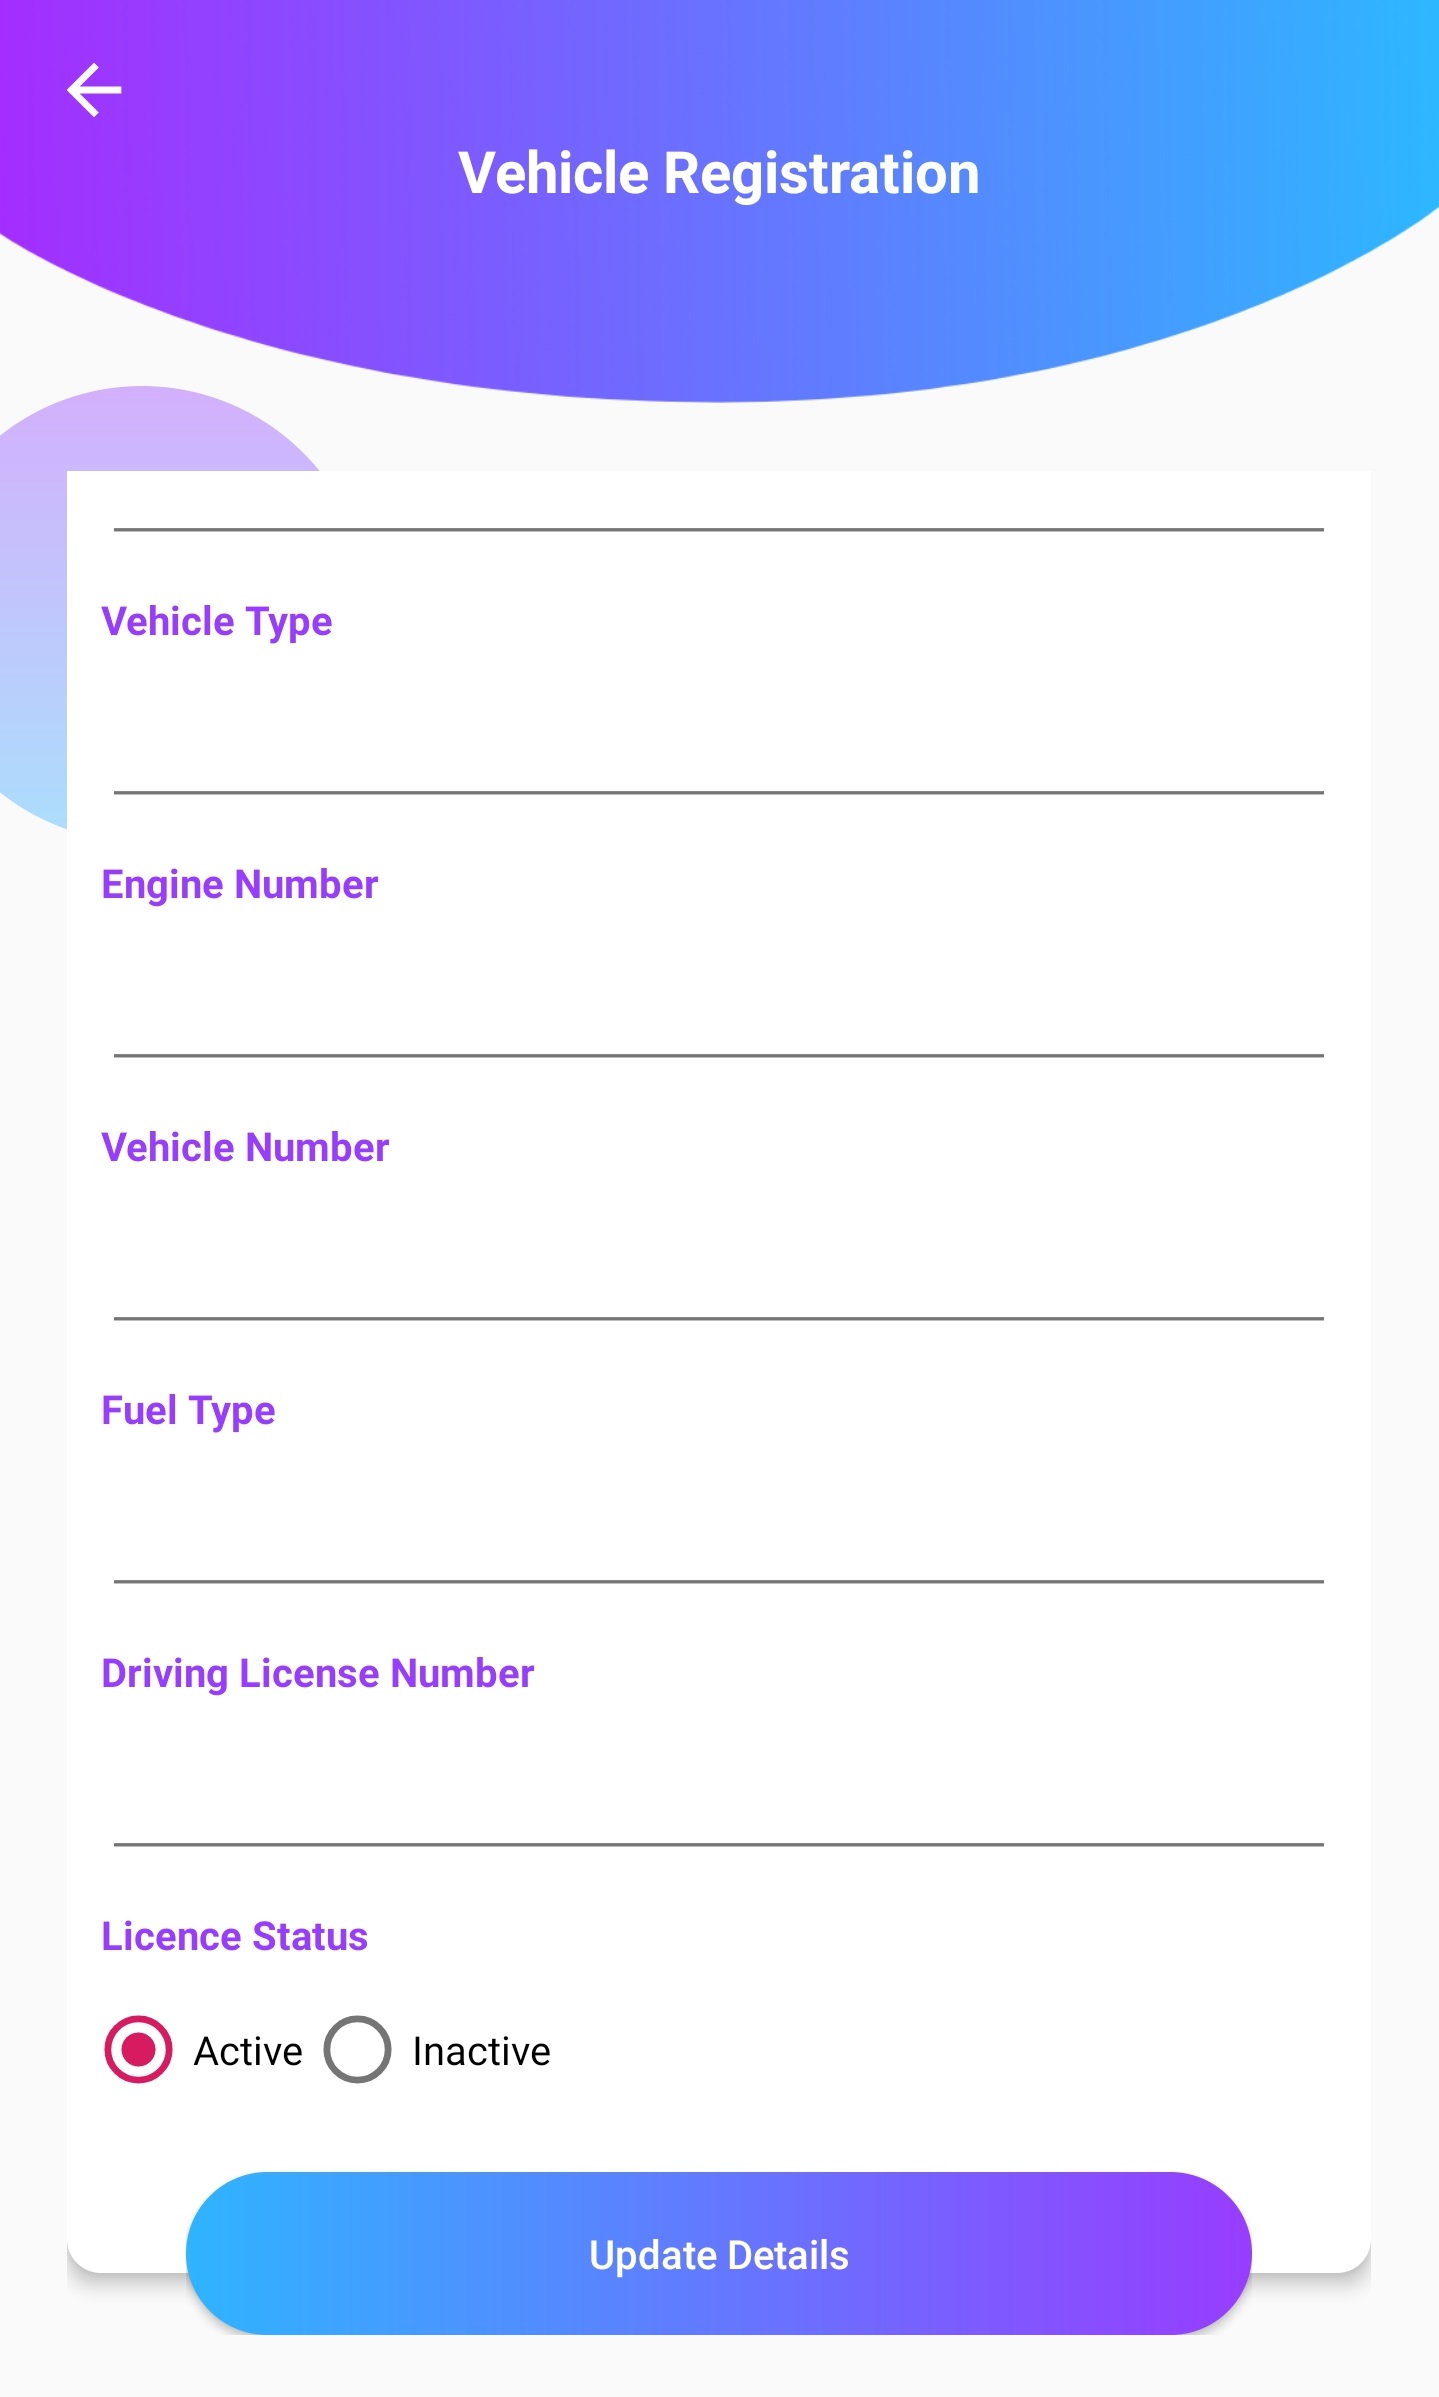 Vehicle Registration
Vehicle Type
Engine Number
Vehicle Number
Fuel Type
Driving License Number
Licence Status
Active Inactive
Update Details